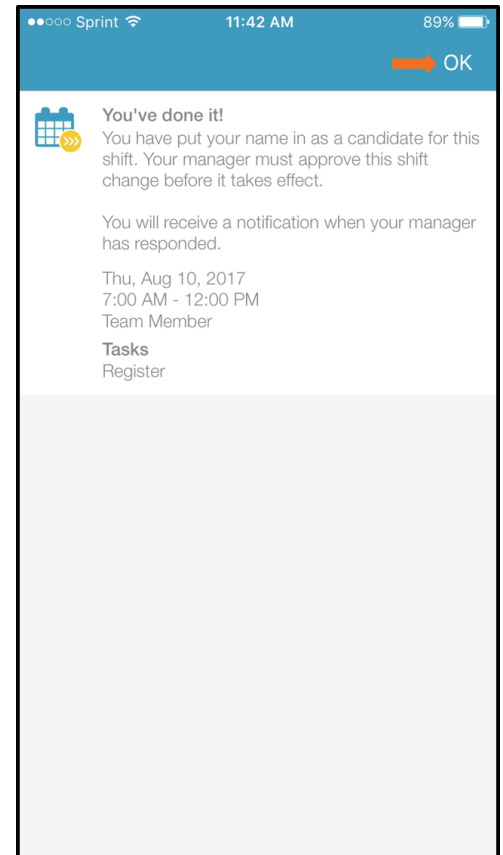 Sprint 11:42 AM 89%
OK
You've done it!
You have put your name in as a candidate for this
shift. Your manager must approve this shift
change before it takes effect.
You will receive a notification when your manager
has responded.
Thu, Aug 10, 2017
7:00 AM - 12:00 PM
Team Member
Tasks
Register